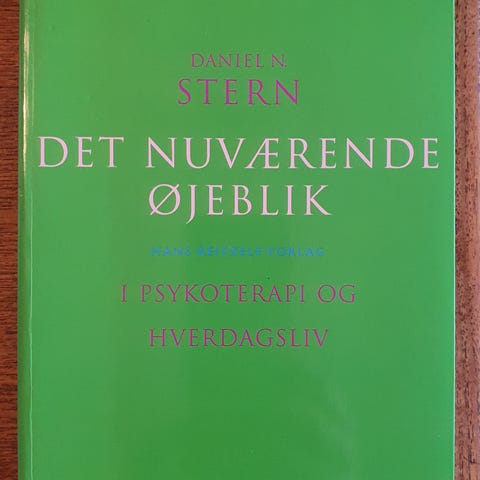 DANIEL N.
STERN
DET NUVÆRENDE
ØJEBLIK
HANS REITZELS FORLAG
I PSYKOTERAPI OG
HVERDAGSLIV